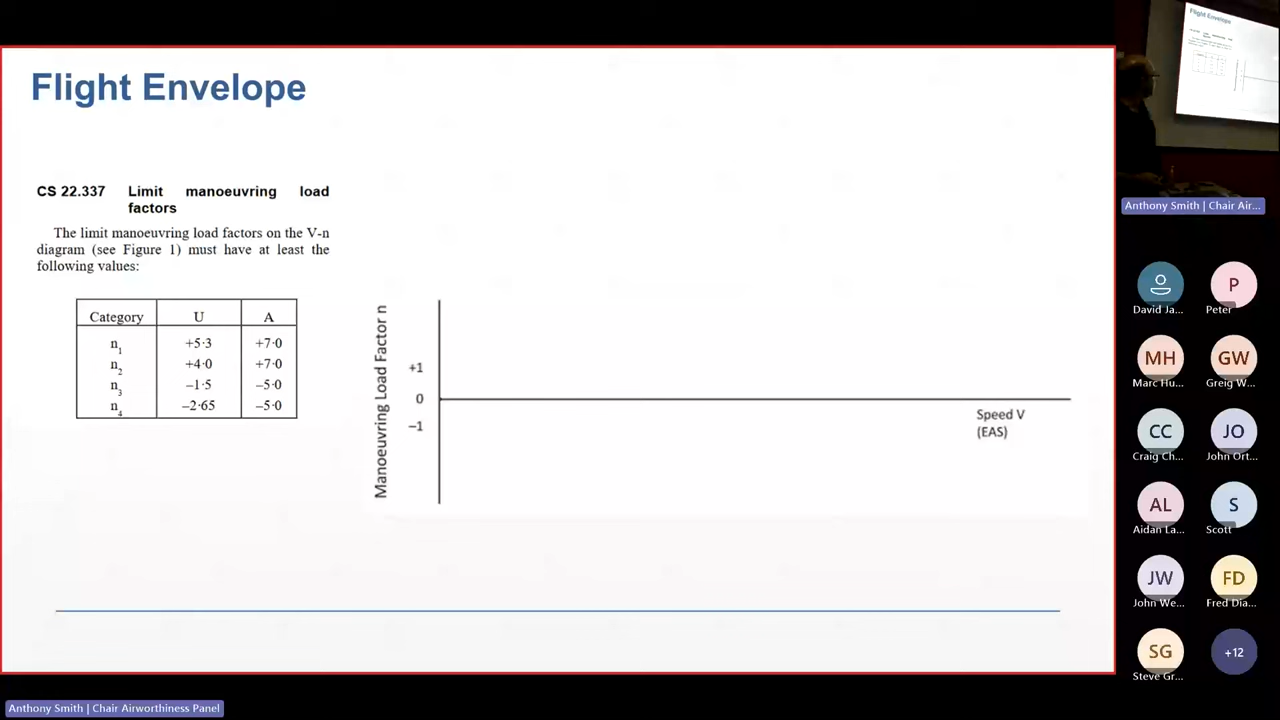 Flight Envelope
CS 22.337 Limit manoeuvring load
factors
The limit manoeuvring load factors on the V-n
diagram (see Figure 1) must have at least the
following values:
Category U A
n1 +5·3 +7·0
n2 +4·0 +7·0
n3 –1·5 –5·0
n4 –2·65 –5·0
Manoeuvring Load Factor n
+1
0
–1
Speed V
(EAS)
Flight Envelope
Anthony Smith | Chair Air...
P
David Ja... Peter
MH GW
Marc Hu... Greig W...
CC JO
Craig Ch... John Ort...
AL S
Aidan La... Scott
JW FD
John We... Fred Dia...
SG +12
Steve Gr...
Anthony Smith | Chair Airworthiness Panel